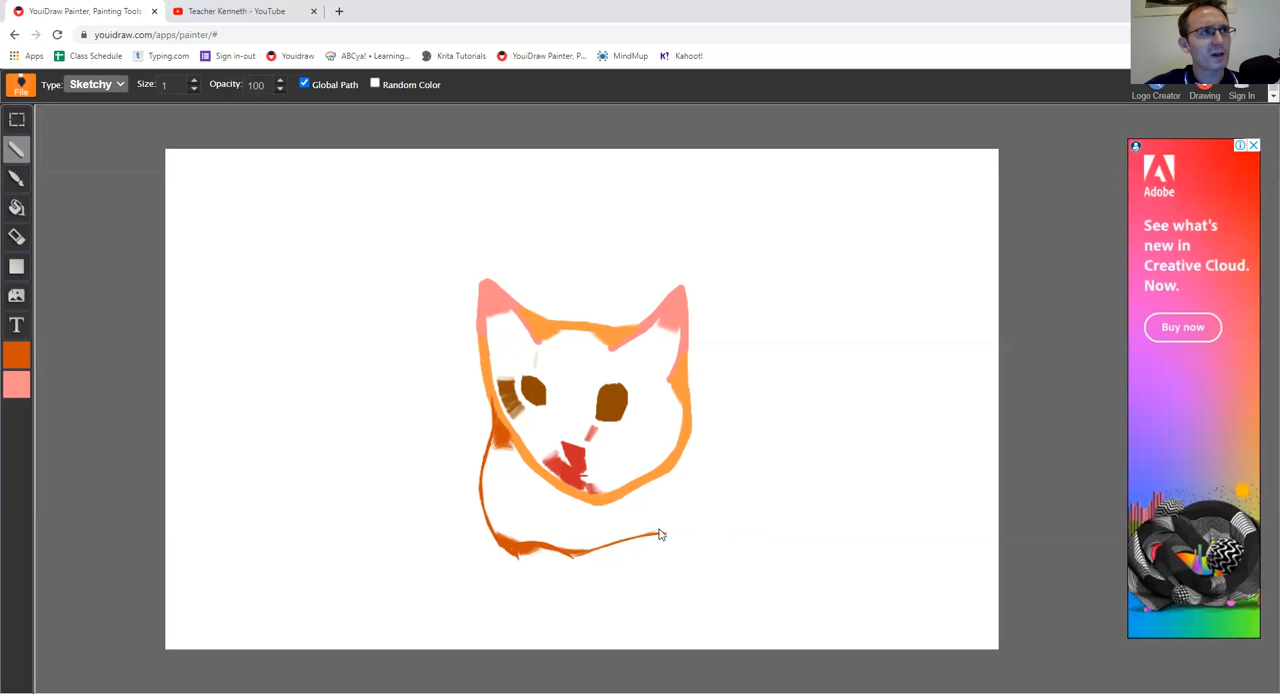 YouiDraw Painter, Painting Tools
Teacher Kenneth - YouTube
youidraw.com/apps/painter/#
Apps Class Schedule Typing.com Sign in-out Youidraw ABCya! • Learning... Krita Tutorials YouiDraw Painter, P... MindMup Kahoot!
File Type: Sketchy Size: 1 Opacity: 100 Global Path Random Color
Logo Creator Drawing Sign In
T
Adobe
See what's
new in
Creative Cloud.
Now.
Buy now